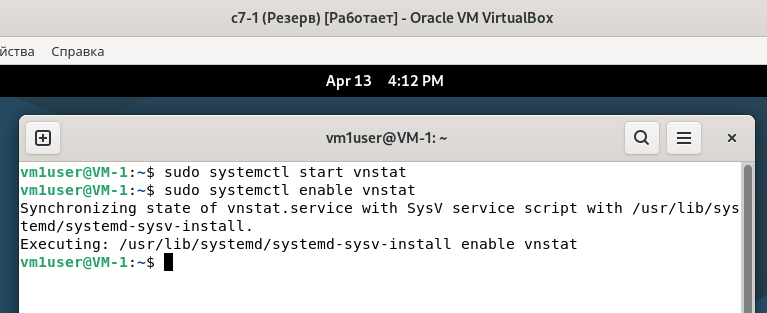 c7-1 (Резерв) [Работает] - Oracle VM VirtualBox
йства Справка
Apr 13 4:12 PM
vm1user@VM-1: ~
vm1user@VM-1:~$ sudo systemctl start vnstat
vm1user@VM-1:~$ sudo systemctl enable vnstat
Synchronizing state of vnstat.service with SysV service script with /usr/lib/sys
temd/systemd-sysv-install.
Executing: /usr/lib/systemd/systemd-sysv-install enable vnstat
vm1user@VM-1:~$